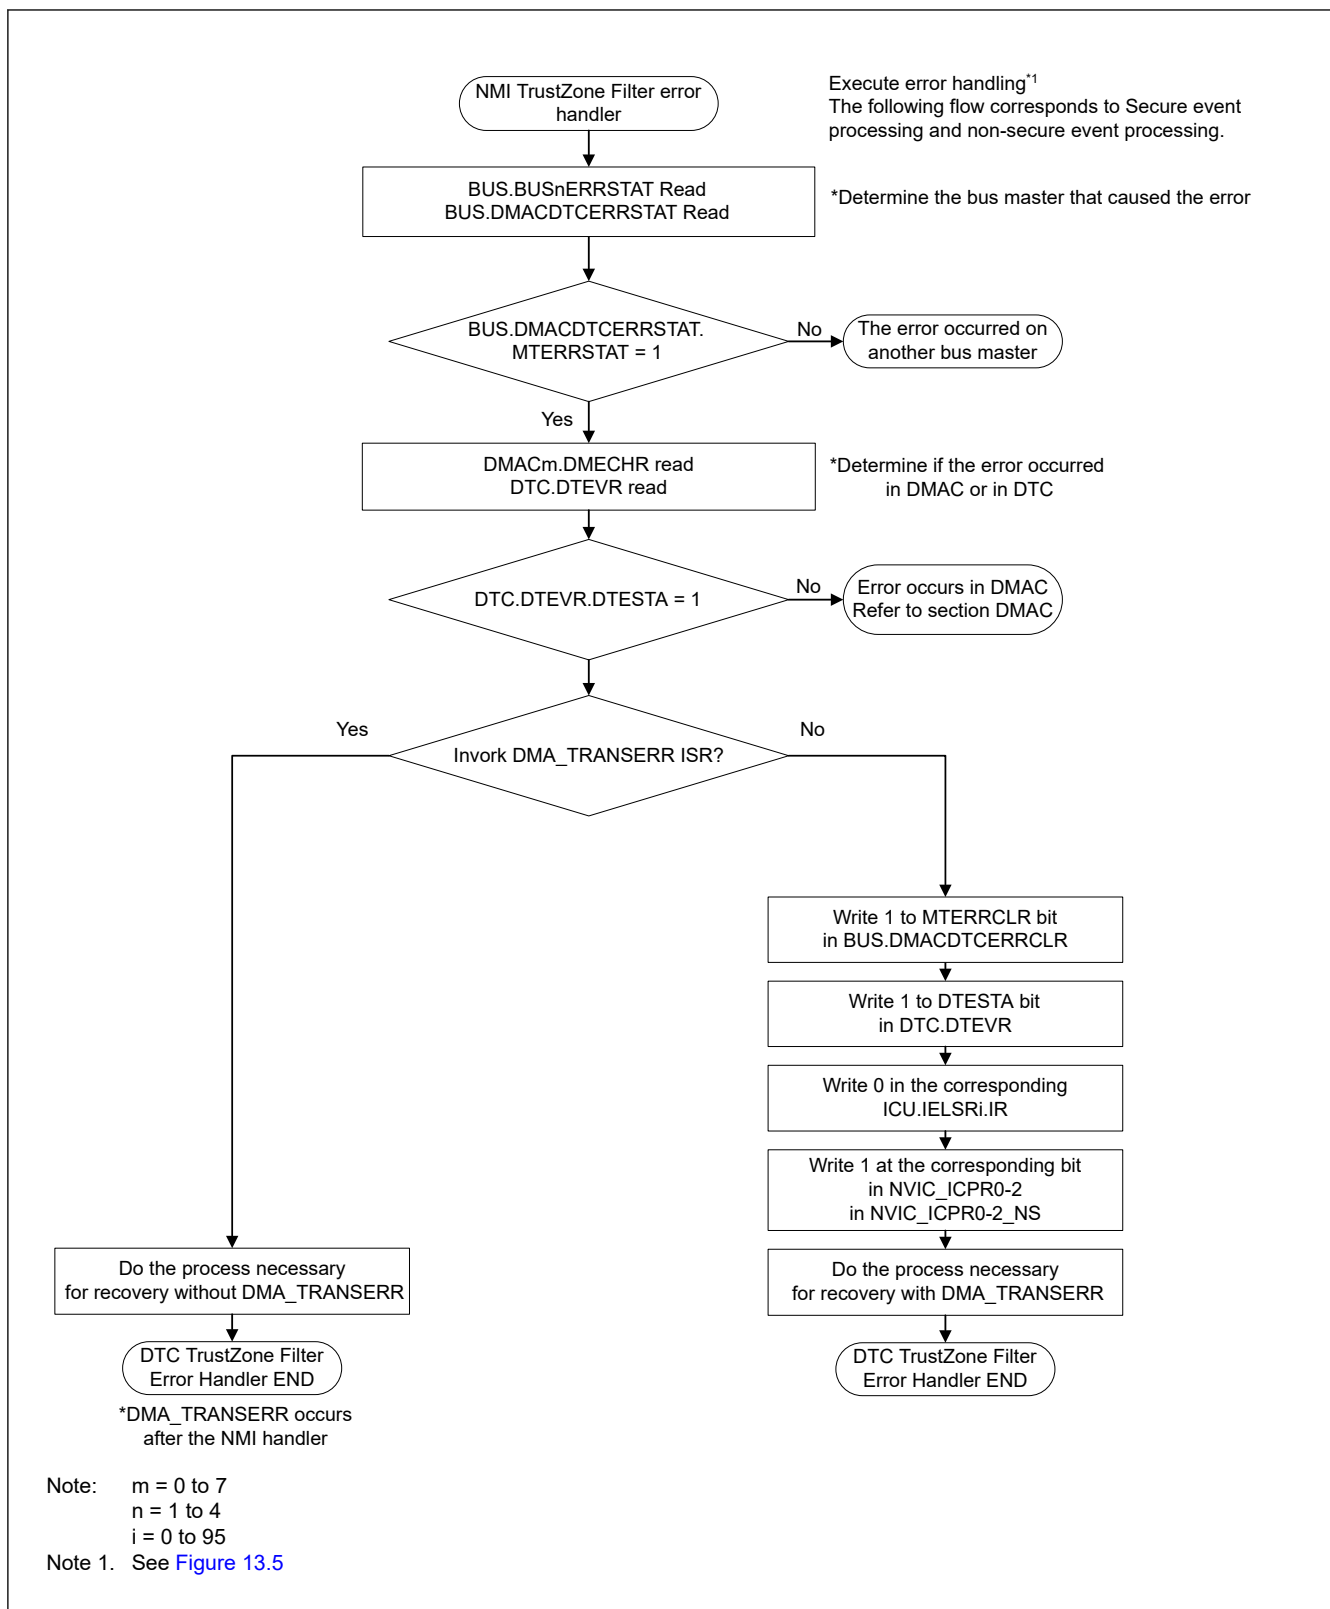 NMI TrustZone Filter error
handler
Execute error handling*1
The following flow corresponds to Secure event
processing and non-secure event processing.
BUS.BUSnERRSTAT Read
BUS.DMACDTCERRSTAT Read
*Determine the bus master that caused the error
BUS.DMACDTCERRSTAT.
MTERRSTAT = 1
No
The error occurred on
another bus master
Yes
DMACm.DMECHR read
DTC.DTEVR read
*Determine if the error occurred
in DMAC or in DTC
DTC.DTEVR.DTESTA = 1
No
Error occurs in DMAC
Refer to section DMAC
Yes
Invork DMA_TRANSERR ISR?
No
Write 1 to MTERRCLR bit
in BUS.DMACDTCERRCLR
Write 1 to DTESTA bit
in DTC.DTEVR
Write 0 in the corresponding
ICU.IELSRi.IR
Write 1 at the corresponding bit
in NVIC_ICPR0-2
in NVIC_ICPR0-2_NS
Do the process necessary
for recovery without DMA_TRANSERR
Do the process necessary
for recovery with DMA_TRANSERR
DTC TrustZone Filter
Error Handler END
DTC TrustZone Filter
Error Handler END
*DMA_TRANSERR occurs
after the NMI handler
Note: m = 0 to 7
n = 1 to 4
i = 0 to 95
Note 1. See Figure 13.5